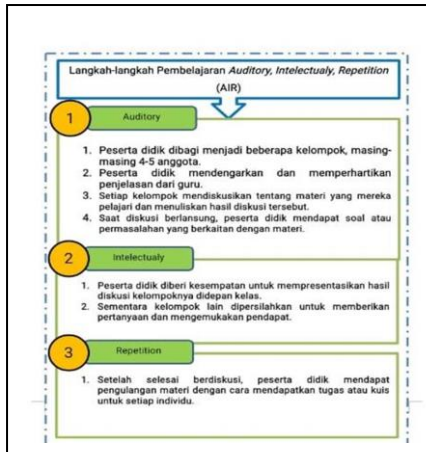 Langkah-langkah Pembelajaran Auditory, Intelectualy, Repetition
(AIR)
1
Auditory
1. Peserta didik dibagi menjadi beberapa kelompok, masing-
masing 4-5 anggota.
2. Peserta didik mendengarkan dan memperhartikan
penjelasan dari guru.
3. Setiap kelompok mendiskusikan tentang materi yang mereka
pelajari dan menuliskan hasil diskusi tersebut.
4. Saat diskusi berlansung, peserta didik mendapat soal atau
permasalahan yang berkaitan dengan materi.
2
Intelectualy
1. Peserta didik diberi kesempatan untuk mempresentasikan hasil
diskusi kelompoknya didepan kelas.
2. Sementara kelompok lain dipersilahkan untuk memberikan
pertanyaan dan mengemukakan pendapat.
3
Repetition
1. Setelah selesai berdiskusi, peserta didik mendapat
pengulangan materi dengan cara mendapatkan tugas atau kuis
untuk setiap individu.